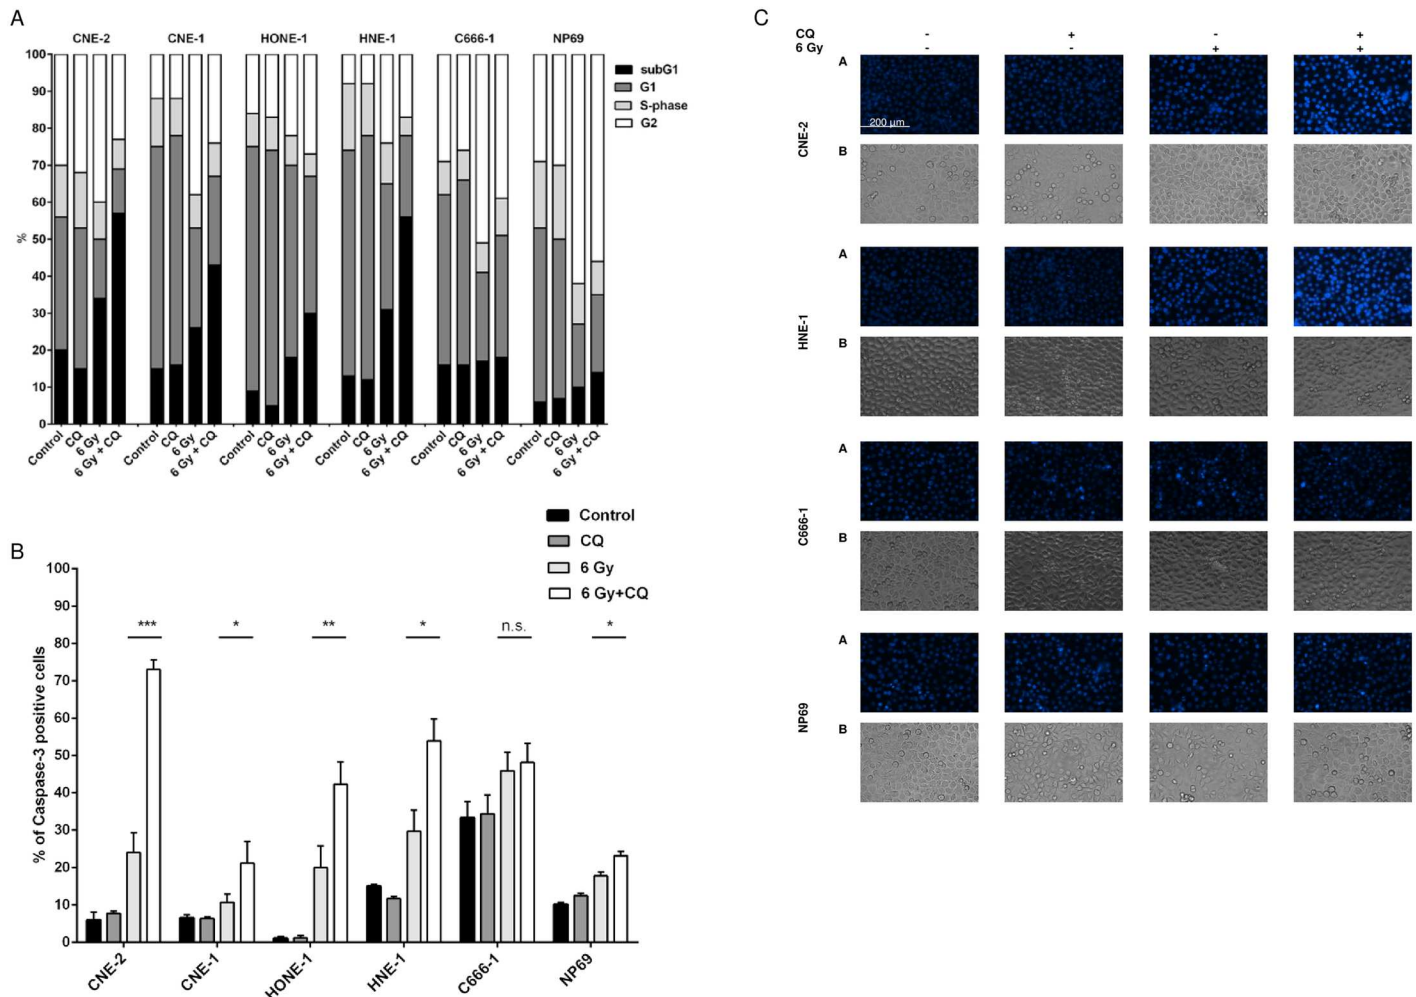 A
CNE-2 CNE-1 HONE-1 HNE-1 C666-1 NP69
100
90
80
70
60
50
40
30
20
10
0
%
subG1
G1
S-phase
G2
Control CQ 6 Gy 6 Gy + CQ Control CQ 6 Gy 6 Gy + CQ Control CQ 6 Gy 6 Gy + CQ Control CQ 6 Gy 6 Gy + CQ Control CQ 6 Gy 6 Gy + CQ Control CQ 6 Gy 6 Gy + CQ
B
Control
CQ
6 Gy
6 Gy+CQ
100
90
80
70
60
50
40
30
20
10
0
% of Caspase-3 positive cells
*** * ** * n.s. *
CNE-2 CNE-1 HONE-1 HNE-1 C666-1 NP69
C
CQ - + - +
6 Gy - - + +
CNE-2
A
200 µm
B
HNE-1
A
B
C666-1
A
B
NP69
A
B